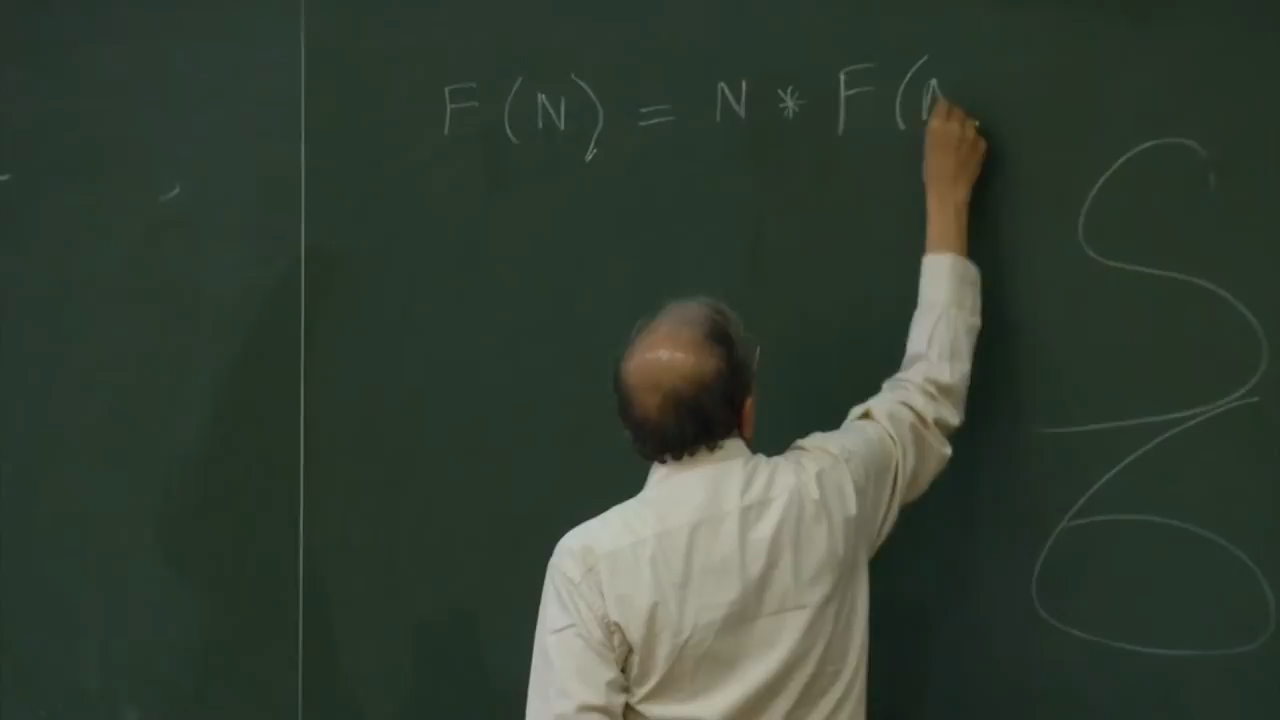 F(N) = N * F(N